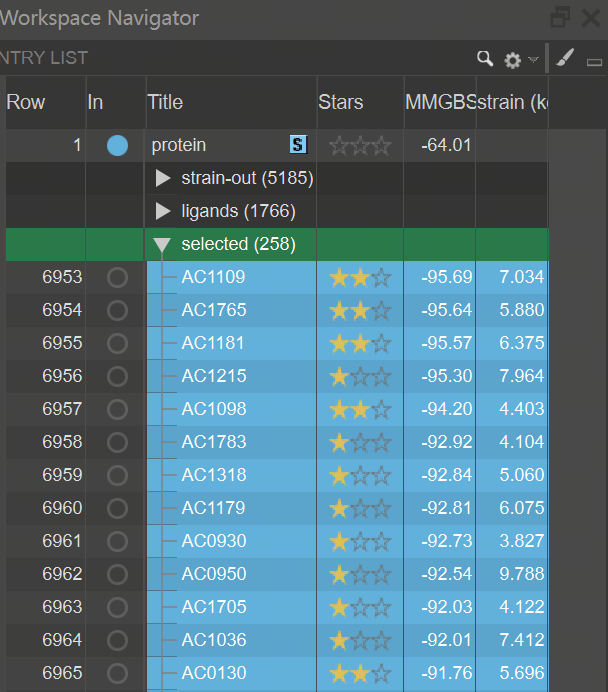 Workspace Navigator
NTRY LIST
Row In Title Stars MMGBS strain (k
1 protein S -64.01
strain-out (5185)
ligands (1766)
selected (258)
6953 AC1109 -95.69 7.034
6954 AC1765 -95.64 5.880
6955 AC1181 -95.57 6.375
6956 AC1215 -95.30 7.964
6957 AC1098 -94.20 4.403
6958 AC1783 -92.92 4.104
6959 AC1318 -92.84 5.060
6960 AC1179 -92.81 6.075
6961 AC0930 -92.73 3.827
6962 AC0950 -92.54 9.788
6963 AC1705 -92.03 4.122
6964 AC1036 -92.01 7.412
6965 AC0130 -91.76 5.696